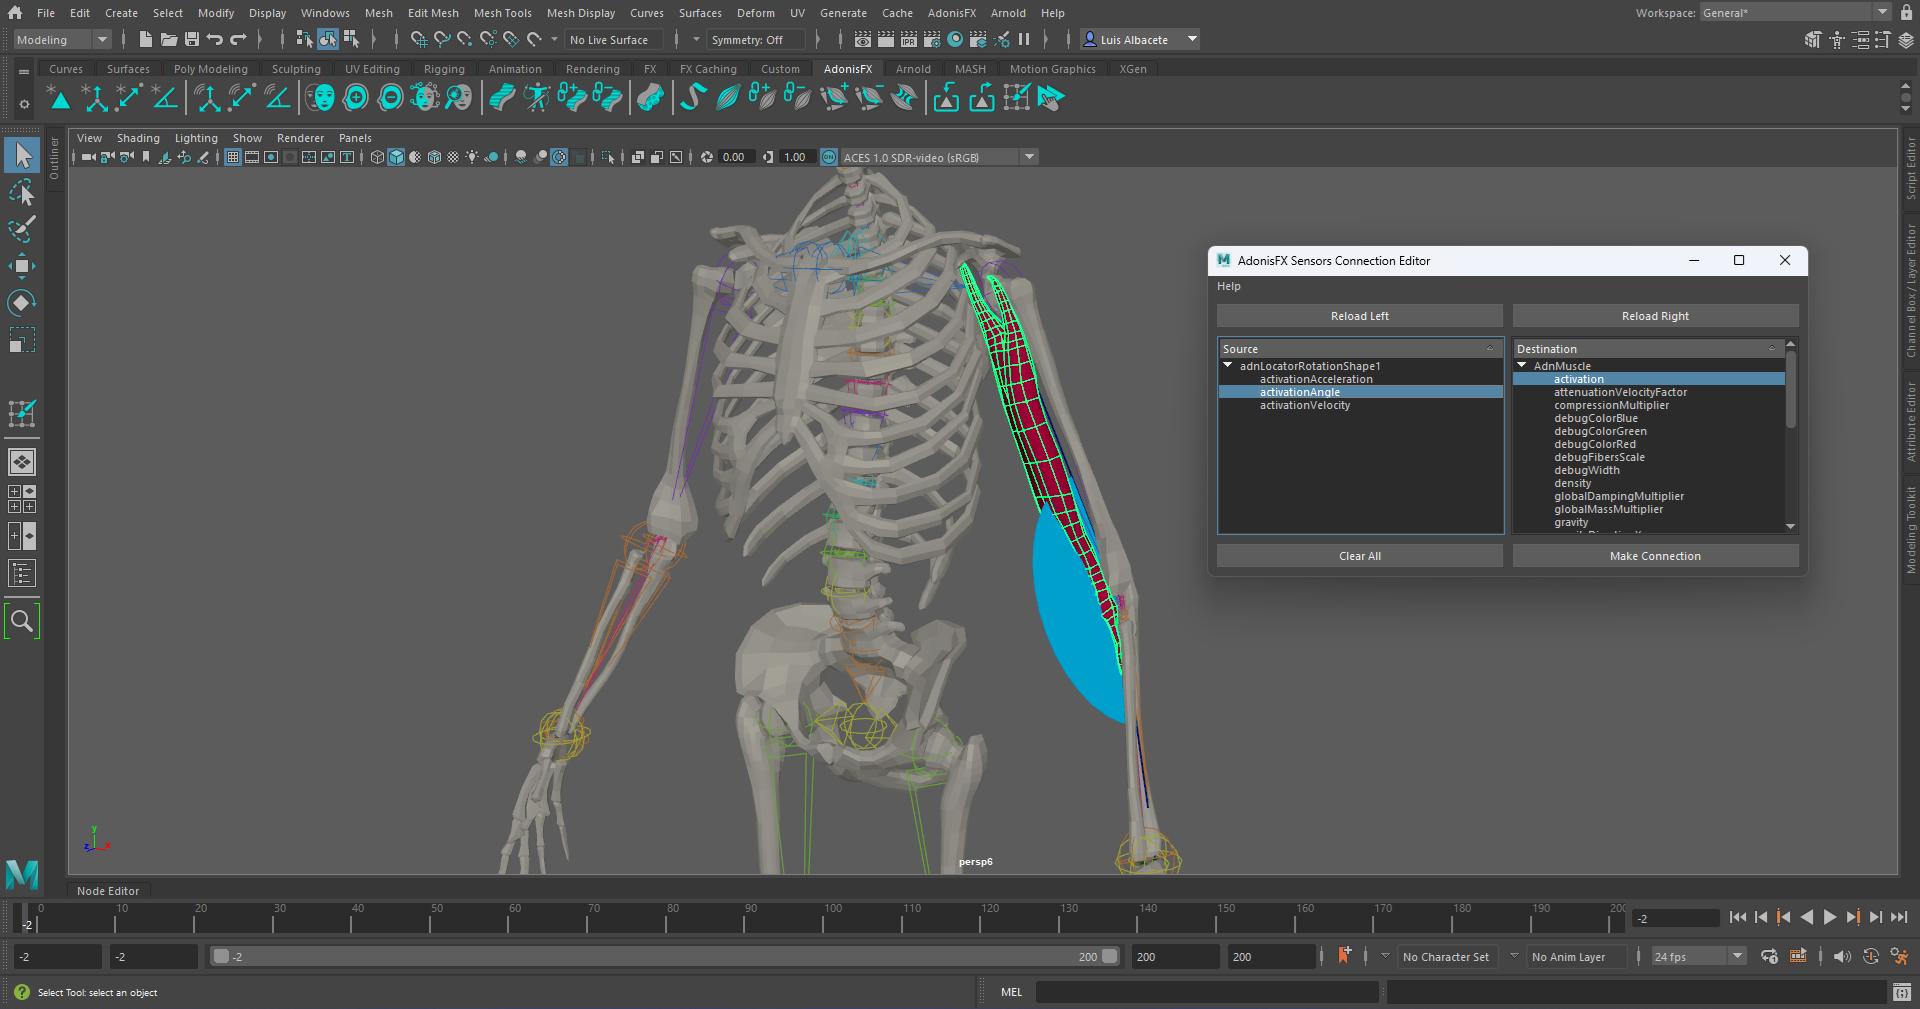 File Edit Create Select Modify Display Windows Mesh Edit Mesh Mesh Tools Mesh Display Curves Surfaces Deform UV Generate Cache AdonisFX Arnold Help Workspace: General*
Modeling No Live Surface Symmetry: Off IPR Luis Albacete
Curves Surfaces Poly Modeling Sculpting UV Editing Rigging Animation Rendering FX FX Caching Custom AdonisFX Arnold MASH Motion Graphics XGen
View Shading Lighting Show Renderer Panels
0.00 1.00 ON ACES 1.0 SDR-video (sRGB)
Outliner
Script Editor
Channel Box / Layer Editor
Attribute Editor
Modeling Toolkit
AdonisFX Sensors Connection Editor
Help
Reload Left Reload Right
Source Destination
adnLocatorRotationShape1 AdnMuscle
activationAcceleration activation
activationAngle attenuationVelocityFactor
activationVelocity compressionMultiplier
debugColorBlue
debugColorGreen
debugColorRed
debugFibersScale
debugWidth
density
globalDampingMultiplier
globalMassMultiplier
gravity
Clear All Make Connection
y
z x
persp6
Node Editor
0 10 20 30 40 50 60 70 80 90 100 110 120 130 140 150 160 170 180 190 200
-2 -2
-2 -2 -2 200 200 200 No Character Set No Anim Layer 24 fps
Select Tool: select an object MEL